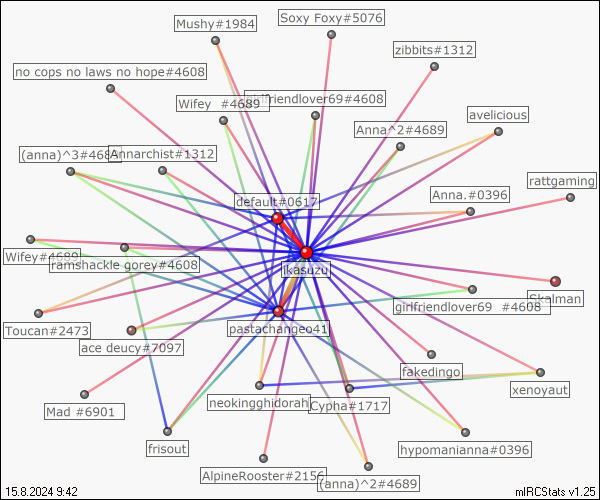 Soxy Foxy#5076
Mushy#1984
zibbits#1312
no cops no laws no hope#4608
Wifey #4689
girlfriendlover69#4608
avelicious
Anna^2#4689
(anna)^3#468
Annarchist#1312
rattgaming
Anna.#0396
default#0617
Wifey#4689
ramshackle gorey#4608
ikasuzu
Skalman
girlfriendlover69 #4608
Toucan#2473
pastachangeo41
ace deucy#7097
fakedingo
xenoyaut
neokingghidorah
Cypha#1717
Mad #6901
frisout
hypomanianna#0396
AlpineRooster#2156
(anna)^2#4689
15.8.2024 9:42
mIRCStats v1.25